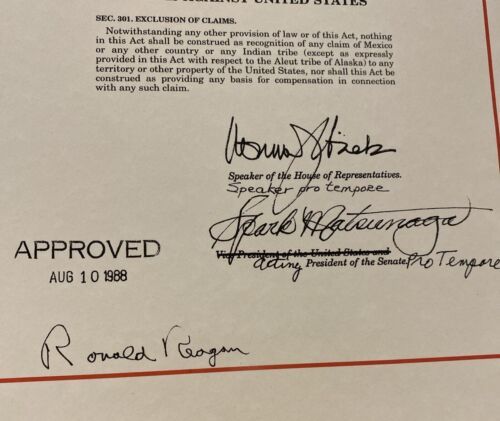 AGAINST UNITED STATES
SEC. 301. EXCLUSION OF CLAIMS.
Notwithstanding any other provision of law or of this Act, nothing
in this Act shall be construed as recognition of any claim of Mexico
or any other country or any Indian tribe (except as expressly
provided in this Act with respect to the Aleut tribe of Alaska) to any
territory or other property of the United States, nor shall this Act be
construed as providing any basis for compensation in connection
with any such claim.
Speaker of the House of Representatives.
Speaker pro tempore
Spark Matsunaga
Vice President of the United States and
Acting President of the Senate Pro Tempore
APPROVED
AUG 10 1988
Ronald Reagan